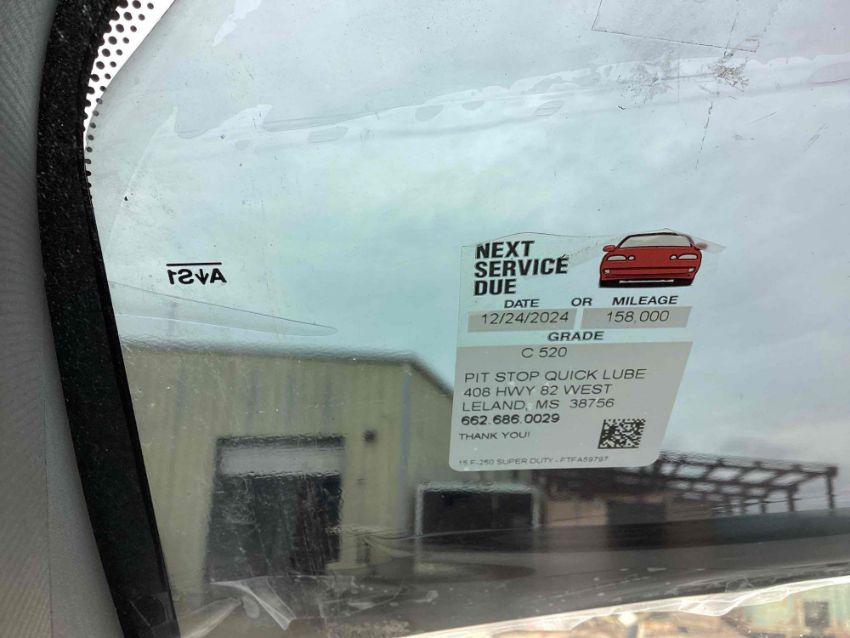 NEXT
SERVICE
DUE
DATE OR MILEAGE
12/24/2024 158,000
GRADE
C 520
PIT STOP QUICK LUBE
408 HWY 82 WEST
LELAND, MS 38756
662.686.0029
THANK YOU!
15 F-250 SUPER DUTY - FTFA59797
AS1